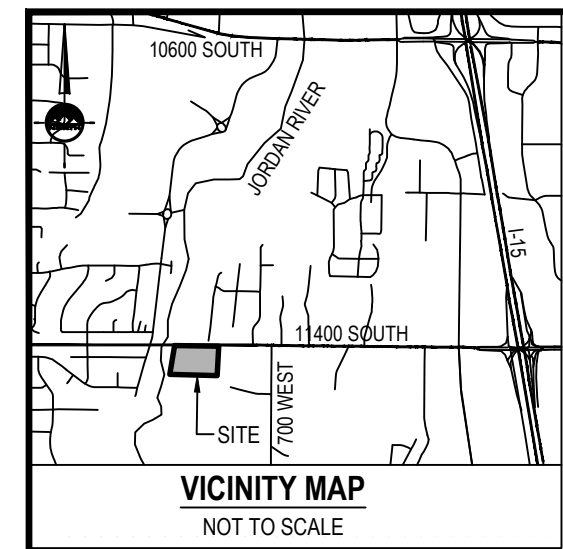 10600 SOUTH
JORDAN RIVER
I-15
11400 SOUTH
700 WEST
SITE
VICINITY MAP
NOT TO SCALE